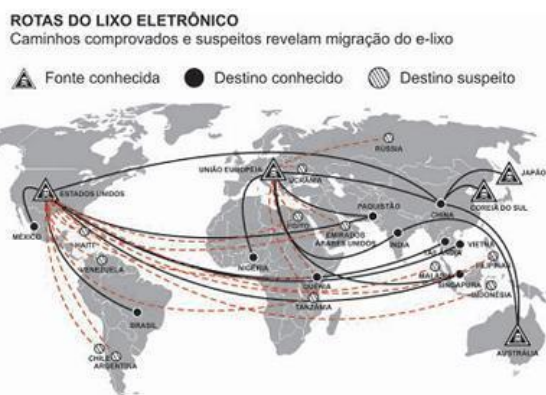 ROTAS DO LIXO ELETRÔNICO
Caminhos comprovados e suspeitos revelam migração do e-lixo
Fonte conhecida
Destino conhecido
Destino suspeito
RÚSSIA
UNIÃO EUROPEIA
UCRÂNIA
JAPÃO
ESTADOS UNIDOS
COREIA DO SUL
PAQUISTÃO
CHINA
MÉXICO
HAITI
EGITO
EMIRADOS
ÁRABES UNIDOS
ÍNDIA
VIETNÃ
TAILÂNDIA
VENEZUELA
NIGÉRIA
FILIPINAS
MALÁSIA
QUÊNIA
SINGAPURA
INDONÉSIA
TANZÂNIA
BRASIL
AUSTRÁLIA
CHILE
ARGENTINA